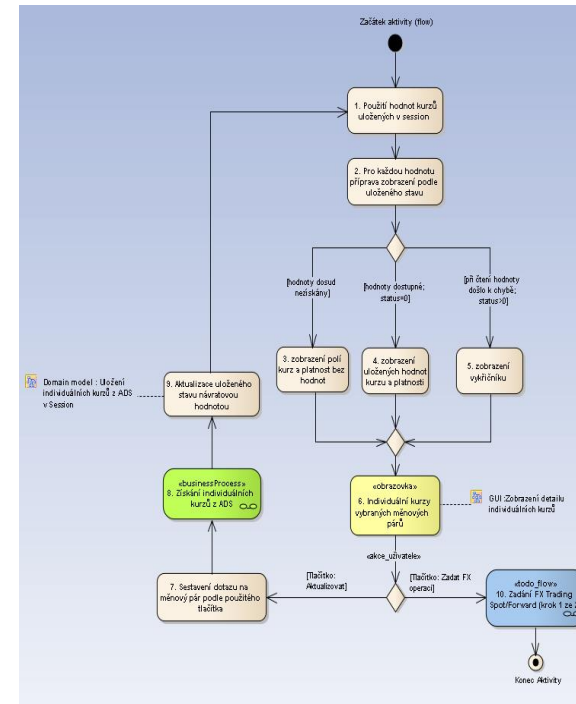 Začátek aktivity (flow)
1. Použití hodnot kurzů
uložených v session
2. Pro každou hodnotu
příprava zobrazení podle
uloženého stavu
[hodnoty dosud
nezískány]
[hodnoty dostupné;
status=0]
[při čtení hodnoty
došlo k chybě;
status>0]
3. zobrazení polí
kurz a platnost bez
hodnot
4. zobrazení
uložených hodnot
kurzu a platnosti
5. zobrazení
vykřičníku
9. Aktualizace uloženého
stavu návratovou
hodnotou
Domain model : Uložení
individuálních kurzů z ADS
v Session
«businessProcess»
8. Získání individuálních
kurzů z ADS
«obrazovka»
6. Individuální kurzy
vybraných měnových
párů
GUI :Zobrazení detailu
individuálních kurzů
«akce_uživatele»
[Tlačítko:
Aktualizovat]
[Tlačítko: Zadat FX
operaci]
7. Sestavení dotazu na
měnový pár podle použitého
tlačítka
«todo_flow»
10. Zadání FX Trading
Spot/Forward (krok 1 ze
Konec Aktivity